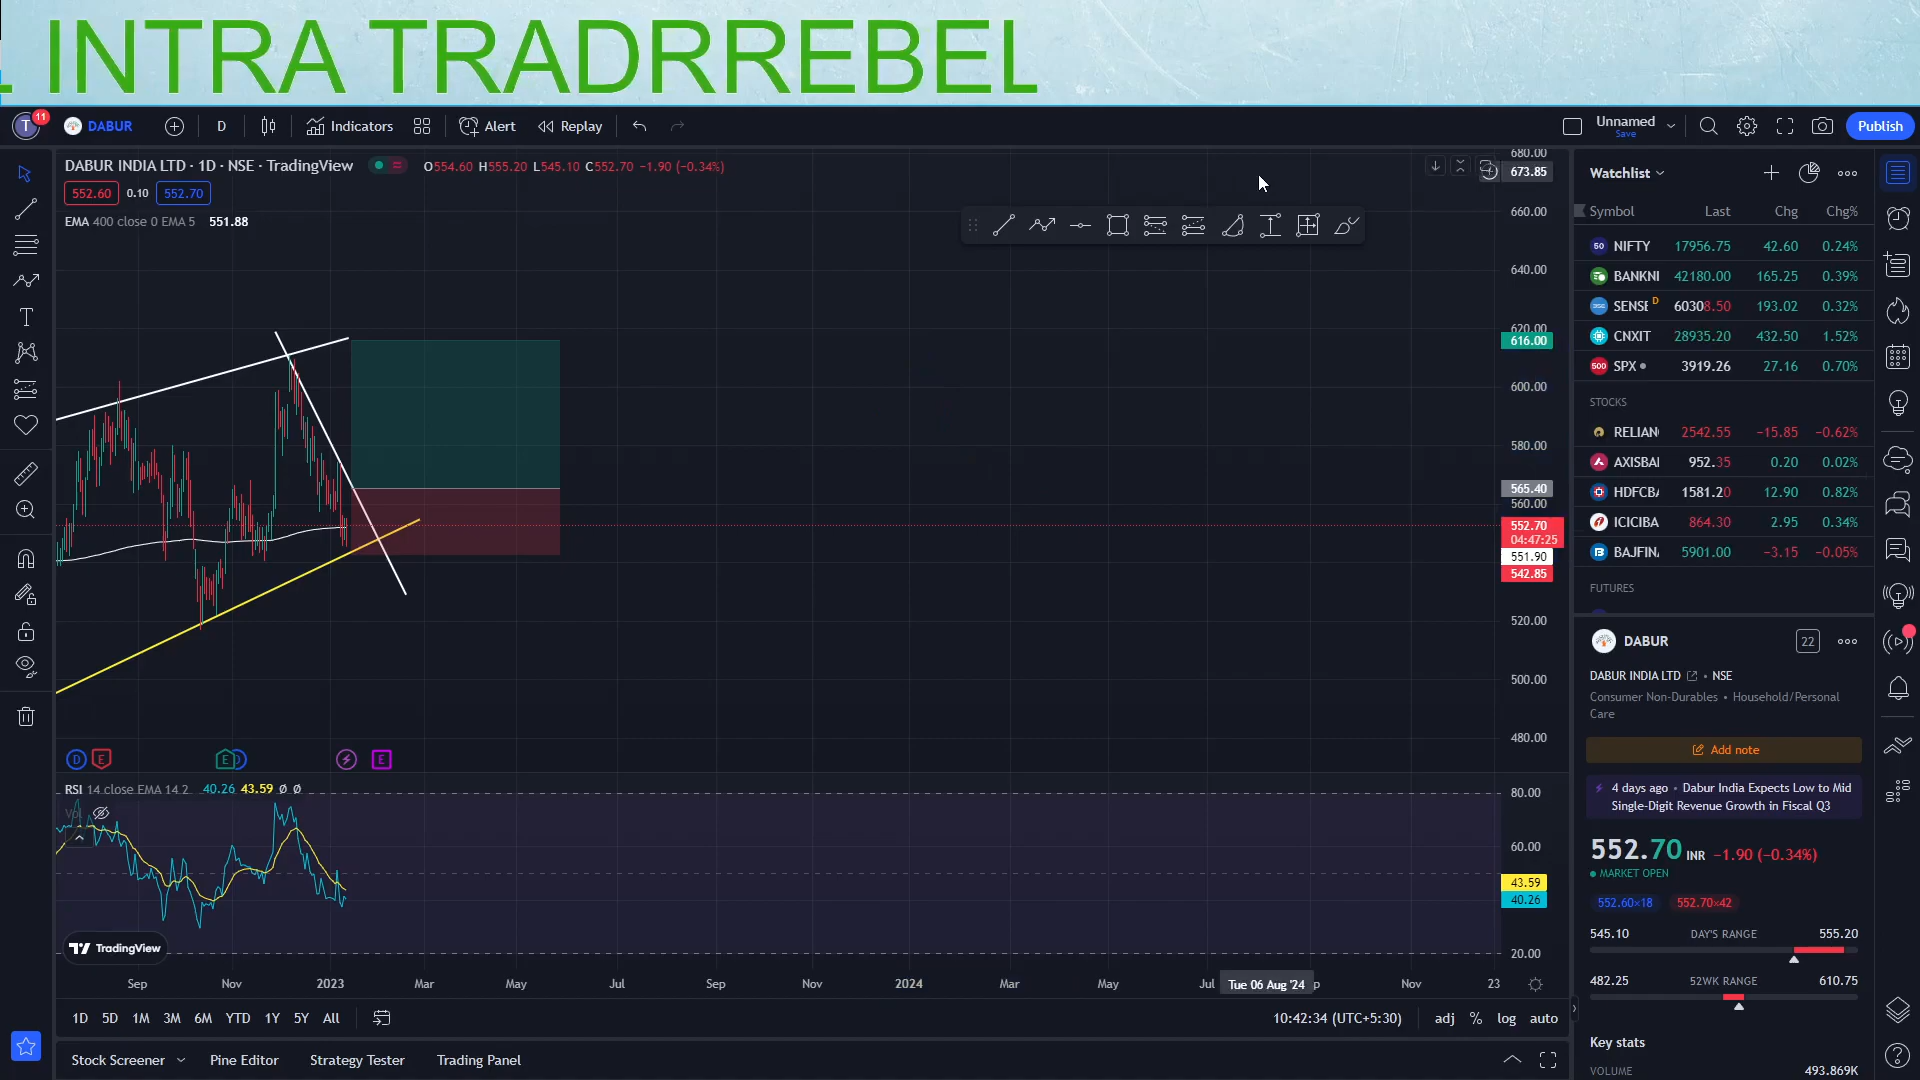 INTRA TRADRREBEL
T 11 DABUR D Indicators Alert Replay Unnamed Save Publish
DABUR INDIA LTD · 1D · NSE · TradingView O554.60 H555.20 L545.10 C552.70 −1.90 (−0.34%)
552.60 0.10 552.70
EMA 400 close 0 EMA 5 551.88
680.00
673.85
660.00
640.00
620.00
616.00
600.00
580.00
565.40
560.00
552.70
04:47:25
551.90
542.85
520.00
500.00
480.00
D E E E
RSI 14 close EMA 14 2 40.26 43.59 Ø Ø
Vol
80.00
60.00
43.59
40.26
20.00
TradingView
Sep Nov 2023 Mar May Jul Sep Nov 2024 Mar May Jul Tue 06 Aug '24 p Nov 23
1D 5D 1M 3M 6M YTD 1Y 5Y All 10:42:34 (UTC+5:30) adj % log auto
Stock Screener Pine Editor Strategy Tester Trading Panel
Watchlist
Symbol Last Chg Chg%
50 NIFTY 17956.75 42.60 0.24%
BANKNI 42180.00 165.25 0.39%
SENSE D 60308.50 193.02 0.32%
CNXIT 28935.20 432.50 1.52%
500 SPX 3919.26 27.16 0.70%
STOCKS
RELIAN 2542.55 −15.85 −0.62%
AXISBAI 952.35 0.20 0.02%
HDFCBA 1581.20 12.90 0.82%
ICICIBA 864.30 2.95 0.34%
BAJFIN 5901.00 −3.15 −0.05%
FUTURES
DABUR 22
DABUR INDIA LTD • NSE
Consumer Non-Durables • Household/Personal
Care
Add note
4 days ago • Dabur India Expects Low to Mid
Single-Digit Revenue Growth in Fiscal Q3
552.70 INR −1.90 (−0.34%)
MARKET OPEN
552.60×18 552.70×42
545.10 DAY'S RANGE 555.20
482.25 52WK RANGE 610.75
Key stats
VOLUME 493.869K